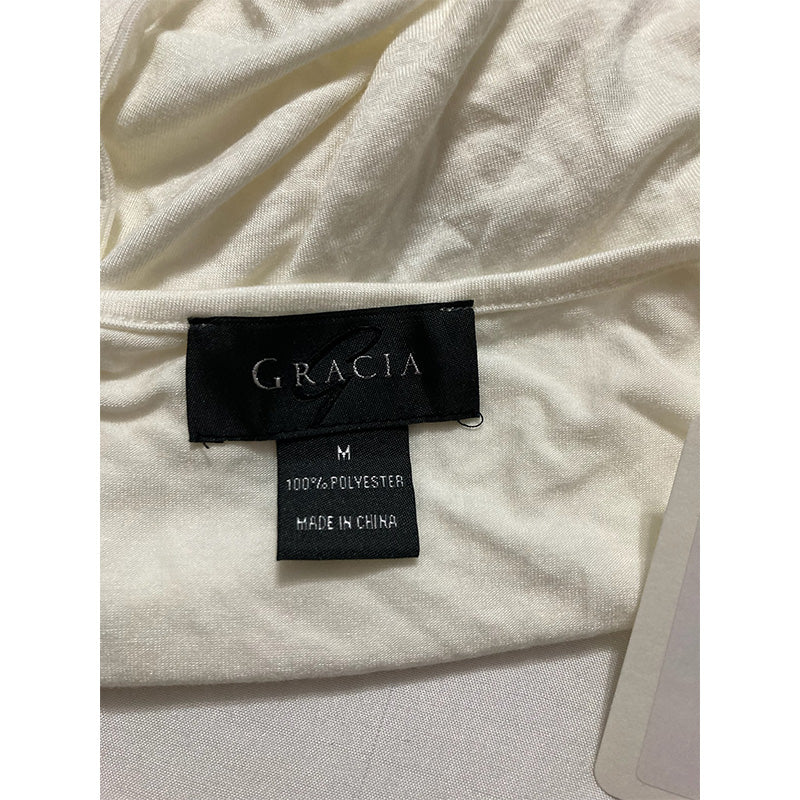 GRACIA
M
100% POLYESTER
MADE IN CHINA